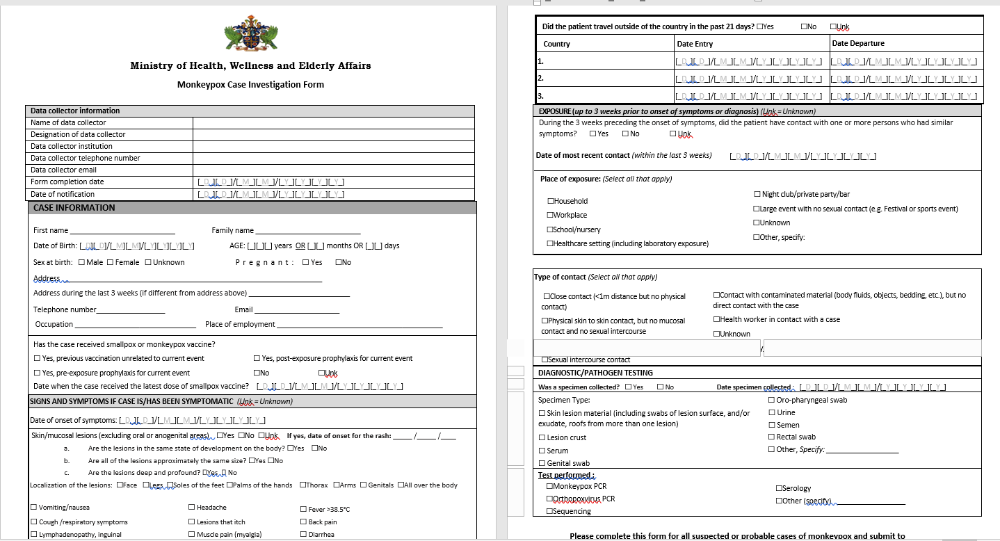 Ministry of Health, Wellness and Elderly Affairs
Monkeypox Case Investigation Form
Data collector information
Name of data collector
Designation of data collector
Data collector institution
Data collector telephone number
Data collector email
Form completion date [_D_][_D_]/[_M_][_M_]/[_Y_][_Y_][_Y_][_Y_]
Date of notification [_D_][_D_]/[_M_][_M_]/[_Y_][_Y_][_Y_][_Y_]
CASE INFORMATION
First name ____________ Family name ____________
Date of Birth: [_D_][_D_]/[_M_][_M_]/[_Y_][_Y_][_Y_][_Y_] AGE: [_][_][_] years OR [_][_] months OR [_][_] days
Sex at birth: ☐ Male ☐ Female ☐ Unknown Pregnant: ☐ Yes ☐No
Address ____________
Address during the last 3 weeks (if different from address above) ____________
Telephone number____________ Email ____________
Occupation ____________ Place of employment ____________
Has the case received smallpox or monkeypox vaccine?
☐ Yes, previous vaccination unrelated to current event ☐ Yes, post-exposure prophylaxis for current event
☐ Yes, pre-exposure prophylaxis for current event ☐No ☐Unk
Date when the case received the latest dose of smallpox vaccine? [_D_][_D_]/[_M_][_M_]/[_Y_][_Y_][_Y_][_Y_]
SIGNS AND SYMPTOMS IF CASE IS/HAS BEEN SYMPTOMATIC (Unk = Unknown)
Date of onset of symptoms: [_D_][_D_]/[_M_][_M_]/[_Y_][_Y_][_Y_][_Y_]
Skin/mucosal lesions (excluding oral or anogenital areas) ☐Yes ☐No ☐Unk If yes, date of onset for the rash: _____ /_____ /____
a. Are the lesions in the same state of development on the body? ☐Yes ☐No
b. Are all of the lesions approximately the same size? ☐Yes ☐No
c. Are the lesions deep and profound? ☐Yes ☐ No
Localization of the lesions: ☐Face ☐Legs ☐Soles of the feet ☐Palms of the hands ☐Thorax ☐Arms ☐ Genitals ☐All over the body
☐ Vomiting/nausea ☐ Headache ☐ Fever >38.5°C
☐ Cough /respiratory symptoms ☐ Lesions that itch ☐ Back pain
☐ Lymphadenopathy, inguinal ☐ Muscle pain (myalgia) ☐ Diarrhea
Did the patient travel outside of the country in the past 21 days? ☐Yes ☐No ☐Unk
Country Date Entry Date Departure
1. [_D_][_D_]/[_M_][_M_]/[_Y_][_Y_][_Y_][_Y_] [_D_][_D_]/[_M_][_M_]/[_Y_][_Y_][_Y_][_Y_]
2. [_D_][_D_]/[_M_][_M_]/[_Y_][_Y_][_Y_][_Y_] [_D_][_D_]/[_M_][_M_]/[_Y_][_Y_][_Y_][_Y_]
3. [_D_][_D_]/[_M_][_M_]/[_Y_][_Y_][_Y_][_Y_] [_D_][_D_]/[_M_][_M_]/[_Y_][_Y_][_Y_][_Y_]
EXPOSURE (up to 3 weeks prior to onset of symptoms or diagnosis) (Unk = Unknown)
During the 3 weeks preceding the onset of symptoms, did the patient have contact with one or more persons who had similar
symptoms? ☐ Yes ☐ No ☐ Unk
Date of most recent contact (within the last 3 weeks) [_D_][_D_]/[_M_][_M_]/[_Y_][_Y_][_Y_][_Y_]
Place of exposure: (Select all that apply)
☐Household
☐Workplace
☐School/nursery
☐Healthcare setting (including laboratory exposure)
☐ Night club/private party/bar
☐Large event with no sexual contact (e.g. Festival or sports event)
☐Unknown
☐Other, specify:
Type of contact (Select all that apply)
☐Close contact (<1m distance but no physical
contact)
☐Physical skin to skin contact, but no mucosal
contact and no sexual intercourse
☐Sexual intercourse contact
☐Contact with contaminated material (body fluids, objects, bedding, etc.), but no
direct contact with the case
☐Health worker in contact with a case
☐Unknown
DIAGNOSTIC/PATHOGEN TESTING
Was a specimen collected? ☐ Yes ☐ No Date specimen collected : [_D_][_D_]/[_M_][_M_]/[_Y_][_Y_][_Y_][_Y_]
Specimen Type:
☐ Skin lesion material (including swabs of lesion surface, and/or
exudate, roofs from more than one lesion)
☐ Lesion crust
☐ Serum
☐ Genital swab
☐ Oro-pharyngeal swab
☐ Urine
☐ Semen
☐ Rectal swab
☐ Other, Specify: ____________
Test performed :
☐Monkeypox PCR
☐Orthopoxvirus PCR
☐Sequencing
☐Serology
☐Other (specify) ____________
Please complete this form for all suspected or probable cases of monkeypox and submit to